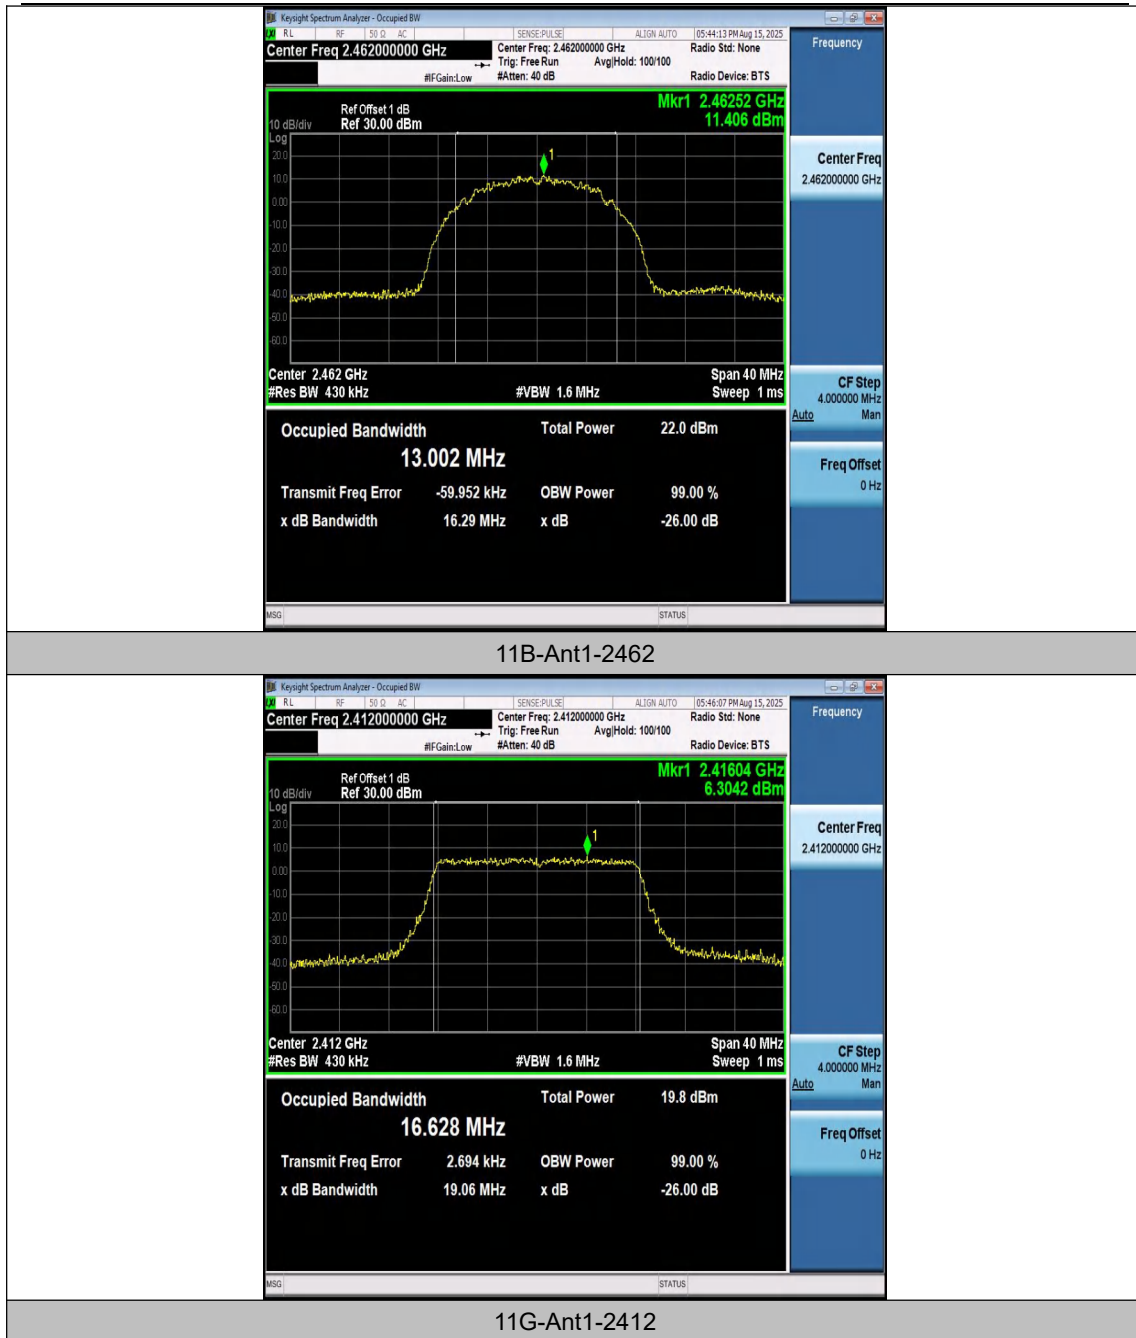 Keysight Spectrum Analyzer - Occupied BW
RL RF 50 Ω AC SENSE:PULSE ALIGN AUTO 05:44:13 PM Aug 15, 2025
Center Freq 2.462000000 GHz Center Freq: 2.462000000 GHz Radio Std: None Frequency
Trig: Free Run Avg|Hold: 100/100
#IFGain:Low #Atten: 40 dB Radio Device: BTS
Mkr1 2.46252 GHz
11.406 dBm
Ref Offset 1 dB
10 dB/div Ref 30.00 dBm
Log
20.0
10.0
0.00
-10.0
-20.0
-30.0
-40.0
-50.0
-60.0
1
Center Freq
2.462000000 GHz
Center 2.462 GHz Span 40 MHz
#Res BW 430 kHz #VBW 1.6 MHz Sweep 1 ms
CF Step
4.000000 MHz
Auto Man
Occupied Bandwidth Total Power 22.0 dBm
13.002 MHz
Transmit Freq Error -59.952 kHz OBW Power 99.00 %
x dB Bandwidth 16.29 MHz x dB -26.00 dB
Freq Offset
0 Hz
MSG STATUS
11B-Ant1-2462
Keysight Spectrum Analyzer - Occupied BW
RL RF 50 Ω AC SENSE:PULSE ALIGN AUTO 05:46:07 PM Aug 15, 2025
Center Freq 2.412000000 GHz Center Freq: 2.412000000 GHz Radio Std: None Frequency
Trig: Free Run Avg|Hold: 100/100
#IFGain:Low #Atten: 40 dB Radio Device: BTS
Mkr1 2.41604 GHz
6.3042 dBm
Ref Offset 1 dB
10 dB/div Ref 30.00 dBm
Log
20.0
10.0
0.00
-10.0
-20.0
-30.0
-40.0
-50.0
-60.0
1
Center Freq
2.412000000 GHz
Center 2.412 GHz Span 40 MHz
#Res BW 430 kHz #VBW 1.6 MHz Sweep 1 ms
CF Step
4.000000 MHz
Auto Man
Occupied Bandwidth Total Power 19.8 dBm
16.628 MHz
Transmit Freq Error 2.694 kHz OBW Power 99.00 %
x dB Bandwidth 19.06 MHz x dB -26.00 dB
Freq Offset
0 Hz
MSG STATUS
11G-Ant1-2412